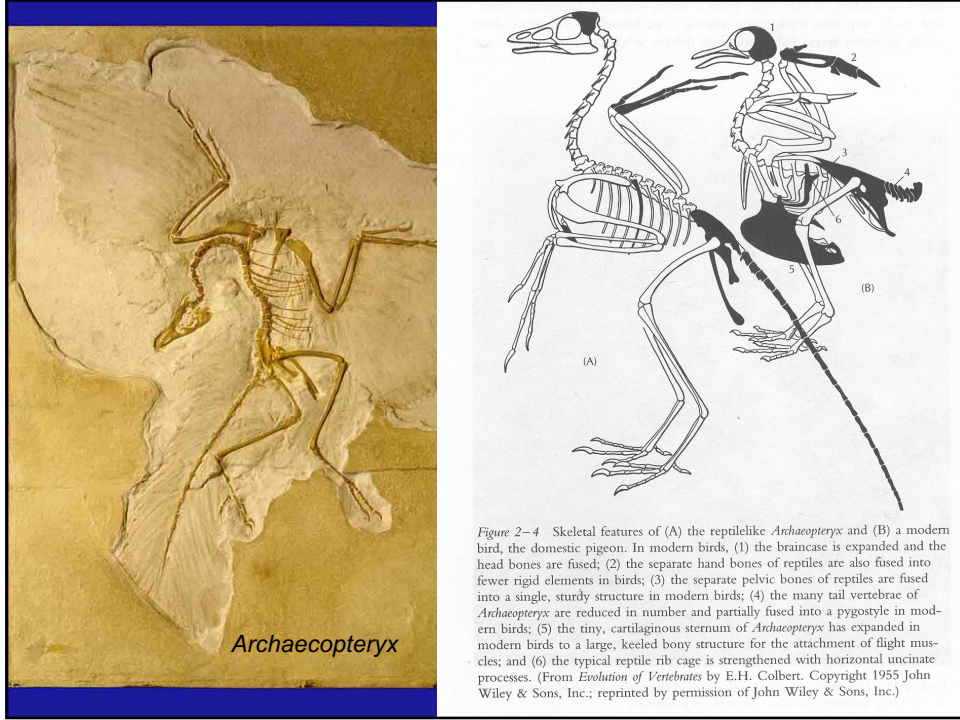 Archaecopteryx
1
2
3
4
6
5
(B)
(A)
Figure 2–4 Skeletal features of (A) the reptilelike Archaeopteryx and (B) a modern
bird, the domestic pigeon. In modern birds, (1) the braincase is expanded and the
head bones are fused; (2) the separate hand bones of reptiles are also fused into
fewer rigid elements in birds; (3) the separate pelvic bones of reptiles are fused
into a single, sturdy structure in modern birds; (4) the many tail vertebrae of
Archaeopteryx are reduced in number and partially fused into a pygostyle in mod-
ern birds; (5) the tiny, cartilaginous sternum of Archaeopteryx has expanded in
modern birds to a large, keeled bony structure for the attachment of flight mus-
cles; and (6) the typical reptile rib cage is strengthened with horizontal uncinate
processes. (From Evolution of Vertebrates by E.H. Colbert. Copyright 1955 John
Wiley & Sons, Inc.; reprinted by permission of John Wiley & Sons, Inc.)